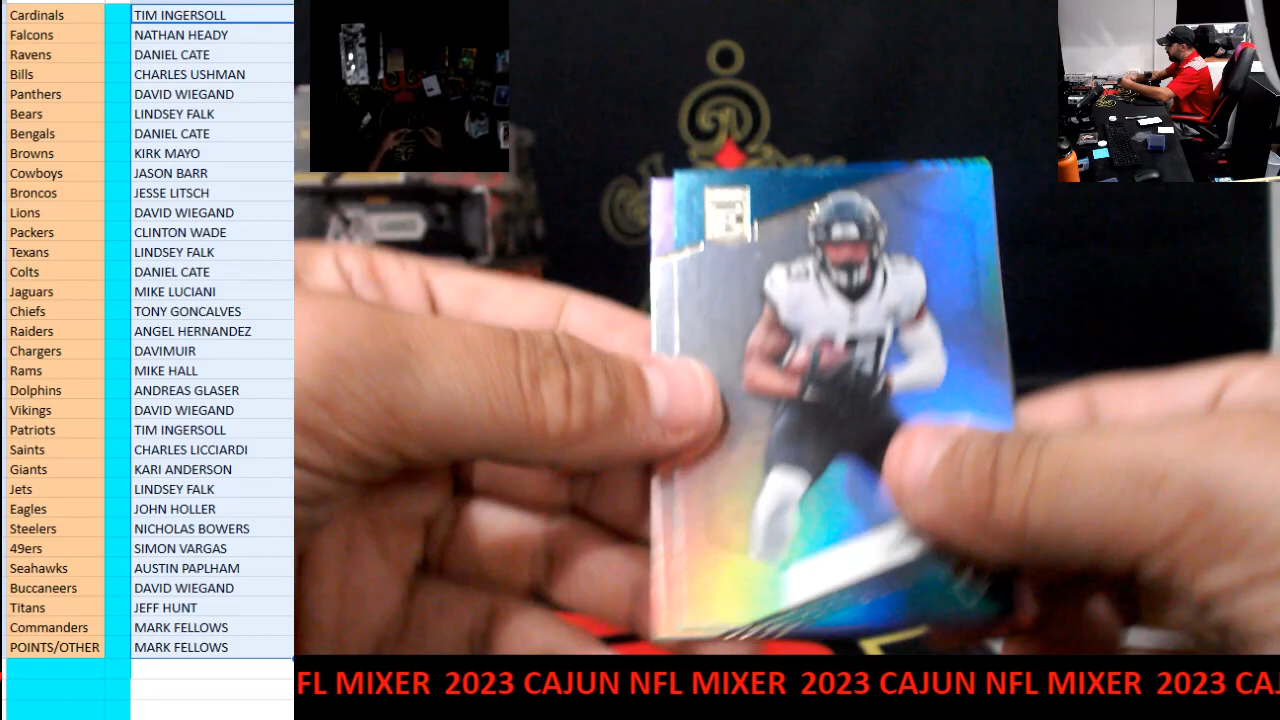 Cardinals TIM INGERSOLL
Falcons NATHAN HEADY
Ravens DANIEL CATE
Bills CHARLES USHMAN
Panthers DAVID WIEGAND
Bears LINDSEY FALK
Bengals DANIEL CATE
Browns KIRK MAYO
Cowboys JASON BARR
Broncos JESSE LITSCH
Lions DAVID WIEGAND
Packers CLINTON WADE
Texans LINDSEY FALK
Colts DANIEL CATE
Jaguars MIKE LUCIANI
Chiefs TONY GONCALVES
Raiders ANGEL HERNANDEZ
Chargers DAVIMUIR
Rams MIKE HALL
Dolphins ANDREAS GLASER
Vikings DAVID WIEGAND
Patriots TIM INGERSOLL
Saints CHARLES LICCIARDI
Giants KARI ANDERSON
Jets LINDSEY FALK
Eagles JOHN HOLLER
Steelers NICHOLAS BOWERS
49ers SIMON VARGAS
Seahawks AUSTIN PAPLHAM
Buccaneers DAVID WIEGAND
Titans JEFF HUNT
Commanders MARK FELLOWS
POINTS/OTHER MARK FELLOWS
FL MIXER 2023 CAJUN NFL MIXER 2023 CAJUN NFL MIXER 2023 CA